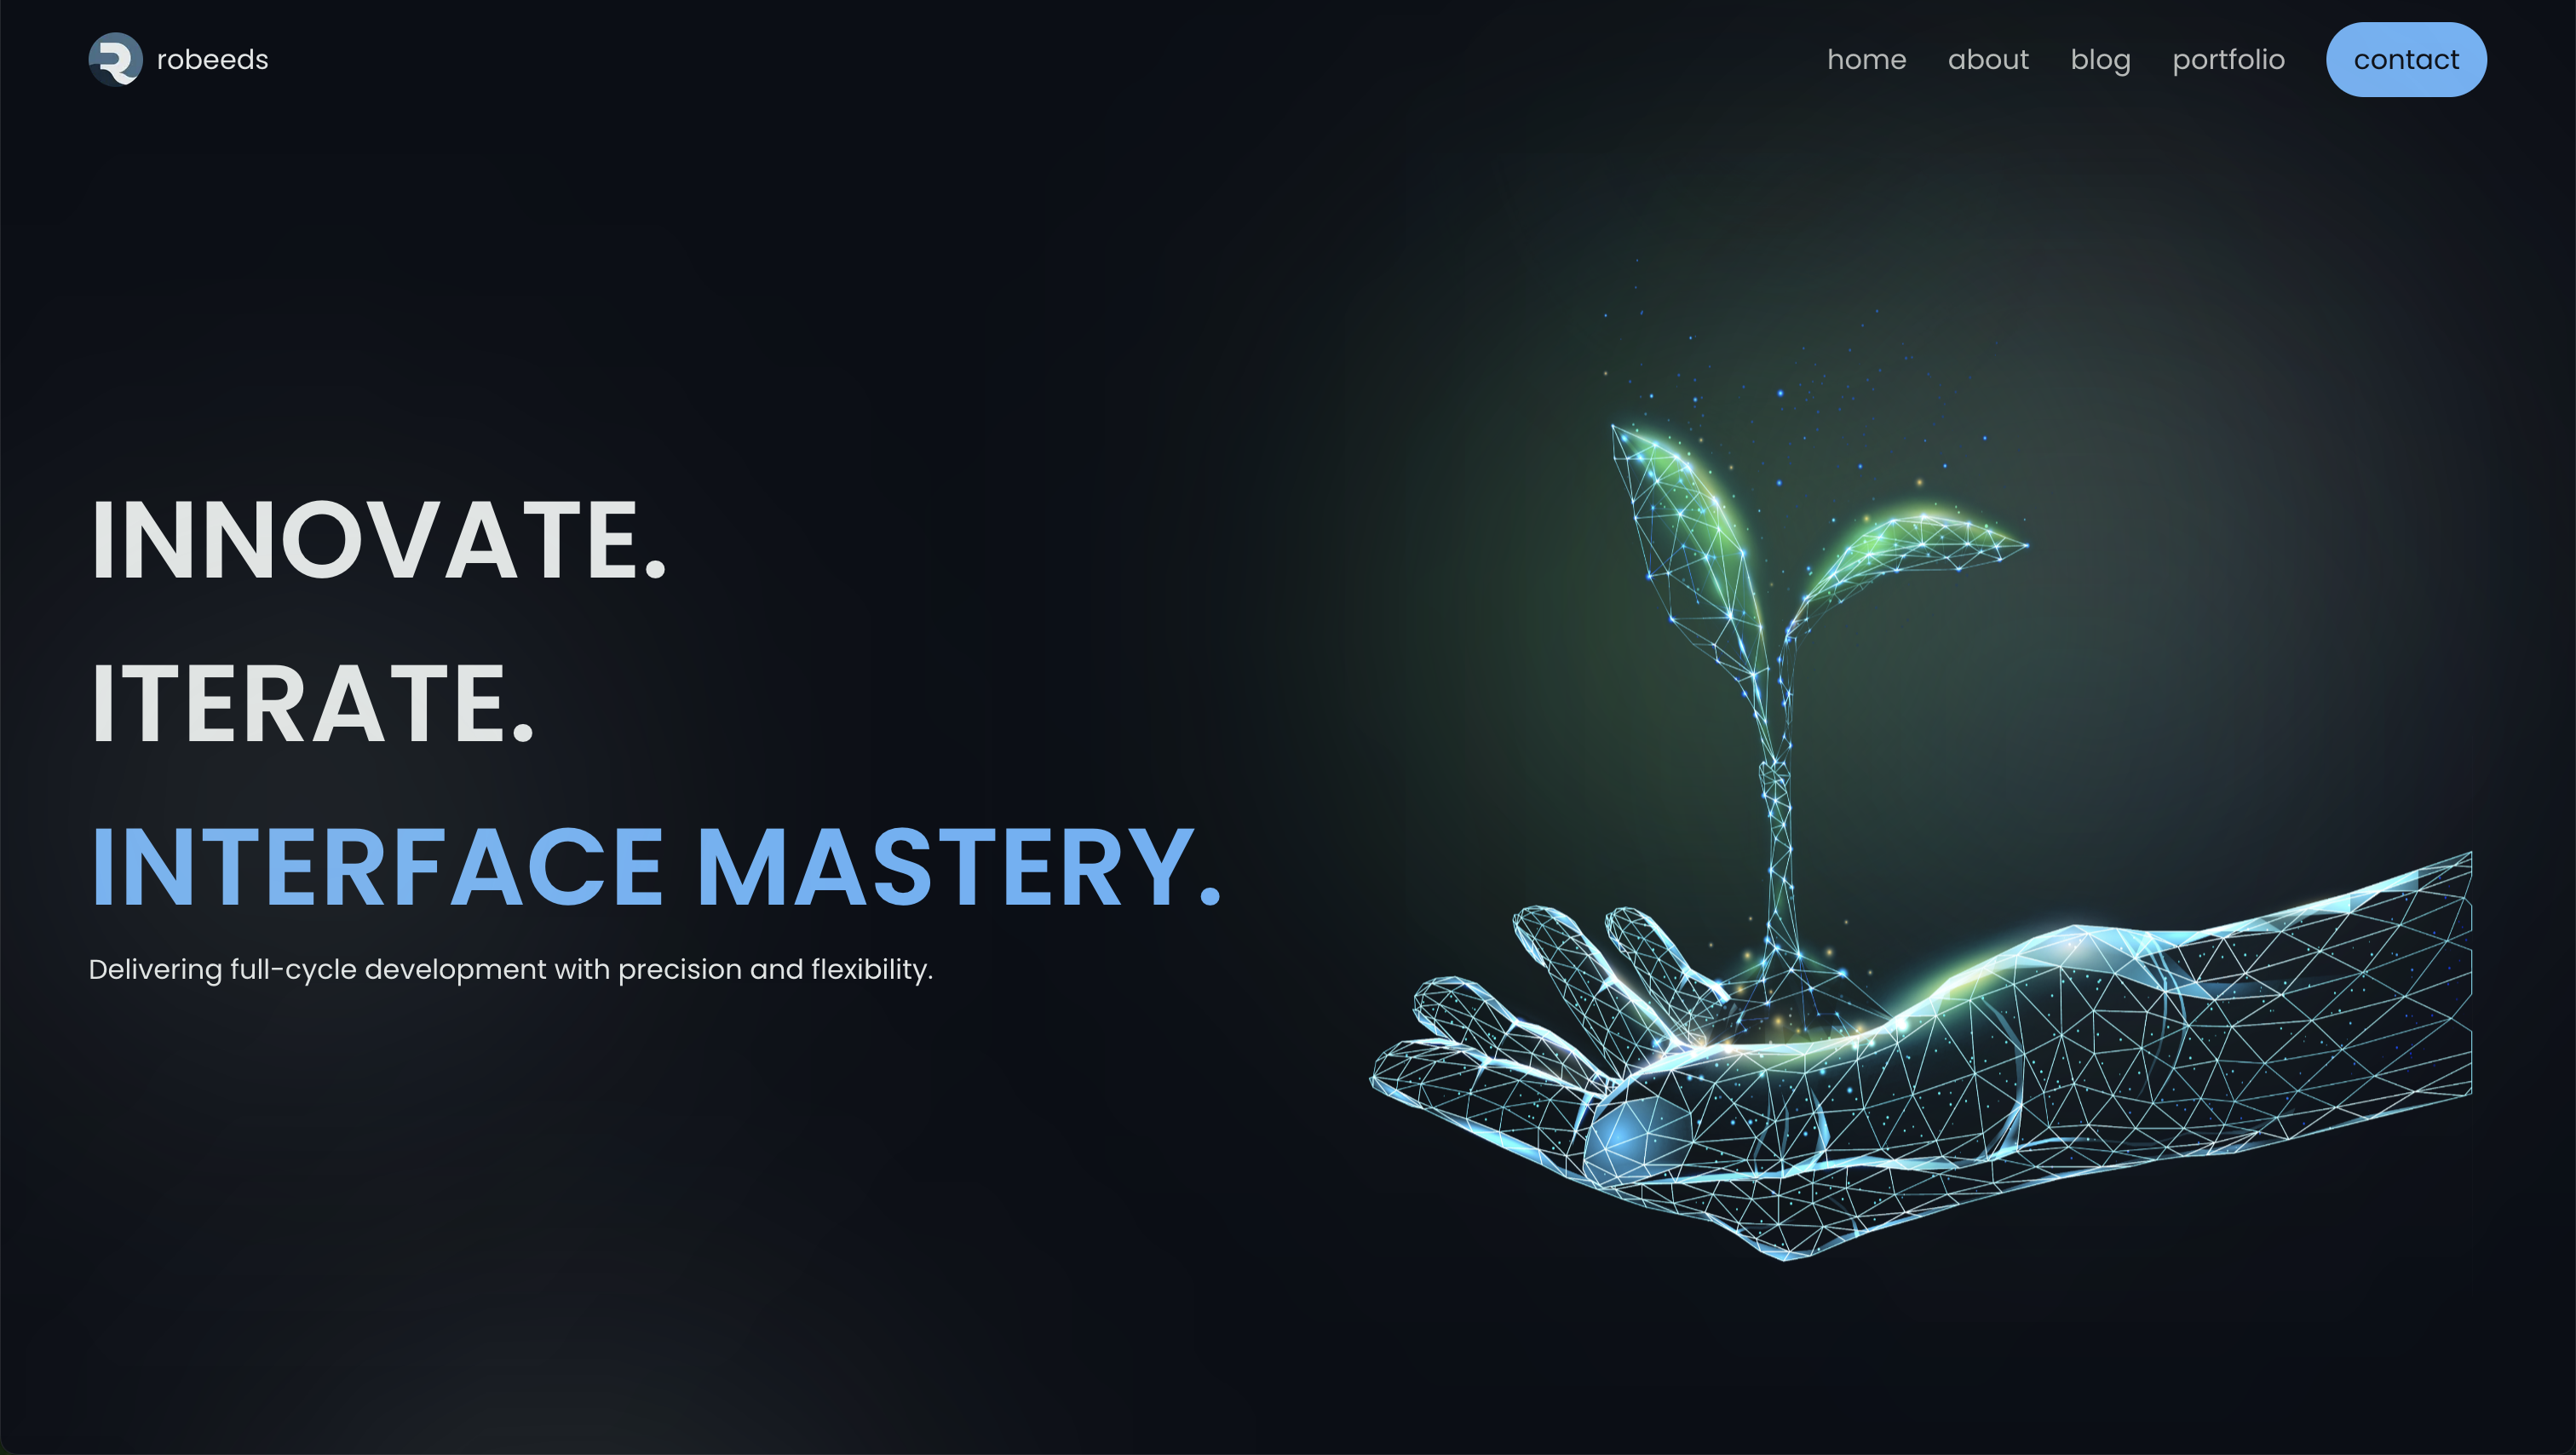 robeeds
home about blog portfolio contact
INNOVATE.
ITERATE.
INTERFACE MASTERY.
Delivering full-cycle development with precision and flexibility.